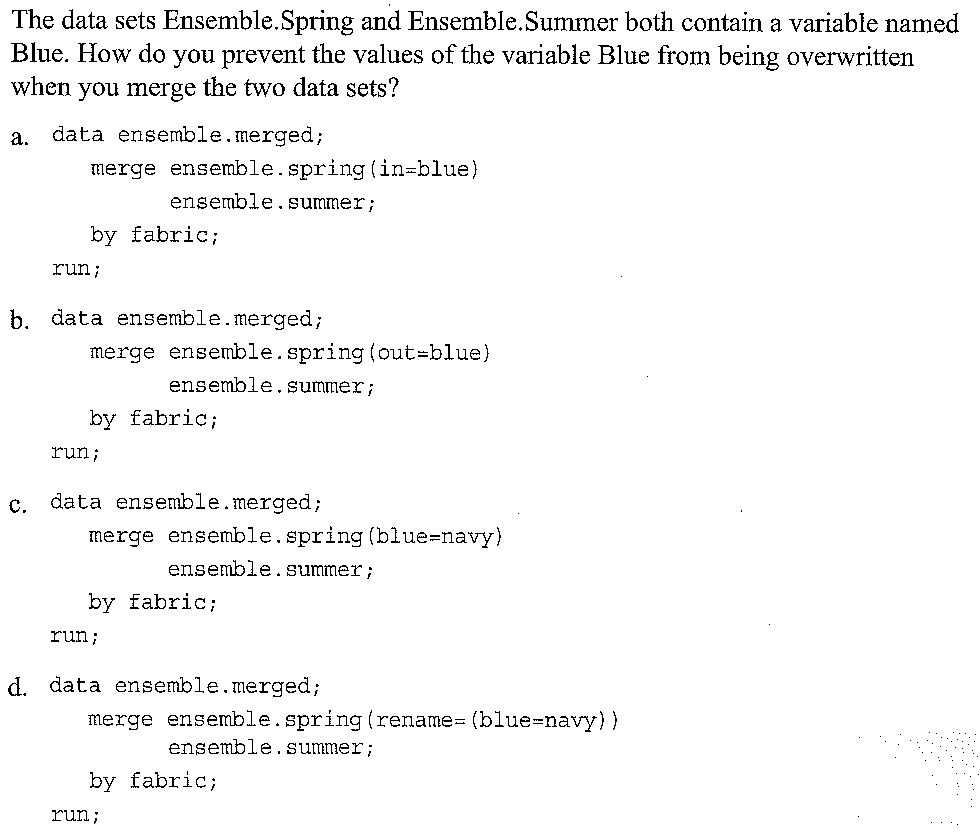 The data sets Ensemble.Spring and Ensemble.Summer both contain a variable named
Blue. How do you prevent the values of the variable Blue from being overwritten
when you merge the two data sets?
a. data ensemble.merged;
merge ensemble.spring(in=blue)
ensemble.summer;
by fabric;
run;
b. data ensemble.merged;
merge ensemble.spring(out=blue)
ensemble.summer;
by fabric;
run;
c. data ensemble.merged;
merge ensemble.spring(blue=navy)
ensemble.summer;
by fabric;
run;
d. data ensemble.merged;
merge ensemble.spring(rename=(blue=navy))
ensemble.summer;
by fabric;
run;